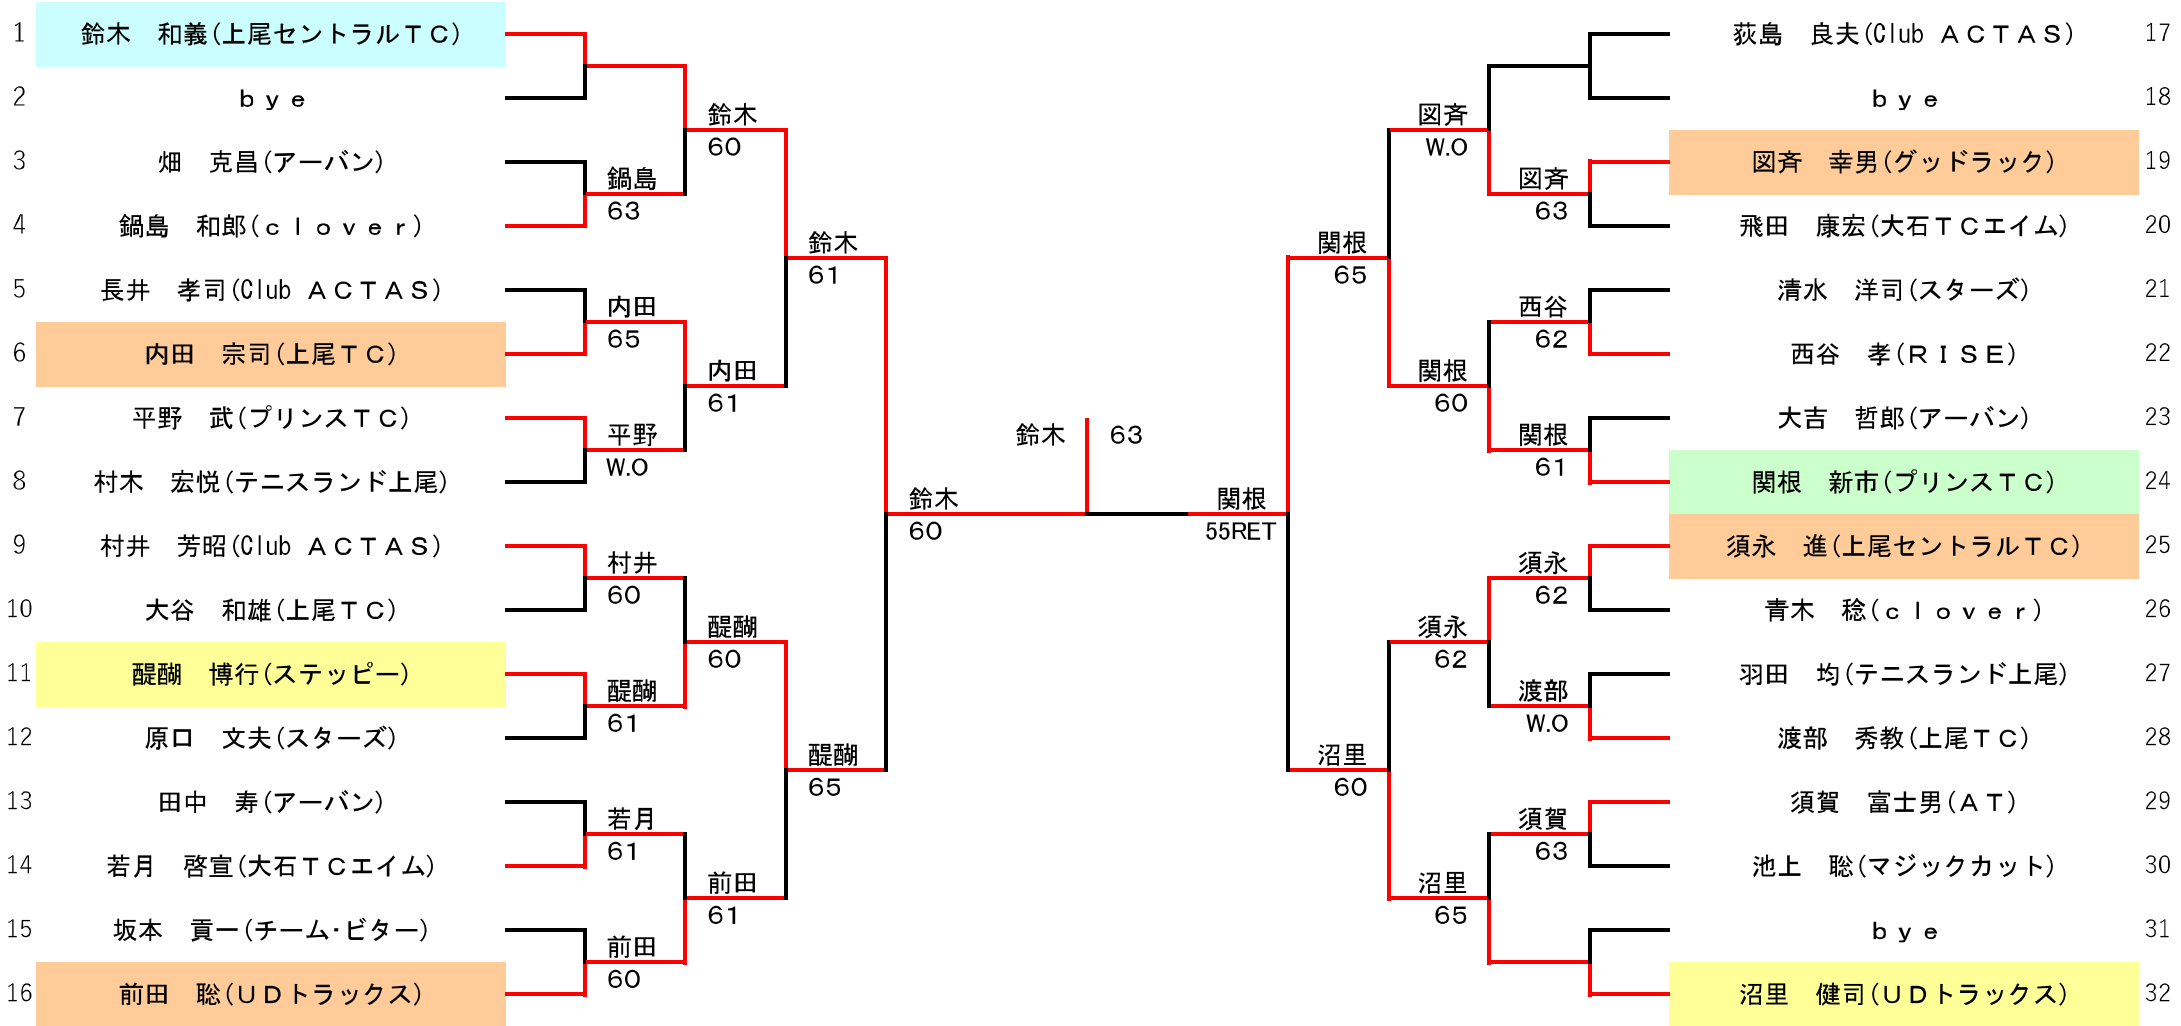 1 鈴木　和義(上尾セントラルＴＣ)
2 ｂｙｅ
3 畑　克昌(アーバン)
4 鍋島　和郎(ｃｌｏｖｅｒ)
5 長井　孝司(Club ＡＣＴＡＳ)
6 内田　宗司(上尾ＴＣ)
7 平野　武(プリンスＴＣ)
8 村木　宏悦(テニスランド上尾)
9 村井　芳昭(Club ＡＣＴＡＳ)
10 大谷　和雄(上尾ＴＣ)
11 醍醐　博行(ステッピー)
12 原口　文夫(スターズ)
13 田中　寿(アーバン)
14 若月　啓宣(大石ＴＣエイム)
15 坂本　貢一(チーム・ビター)
16 前田　聡(ＵＤトラックス)
鍋島
63
内田
65
平野
W.O
村井
60
醍醐
61
若月
61
前田
60
鈴木
60
内田
61
醍醐
60
前田
61
鈴木
61
醍醐
65
鈴木
60
鈴木 63
関根
55RET
関根
65
沼里
60
図斉
W.O
関根
60
須永
62
沼里
65
図斉
63
西谷
62
関根
61
須永
62
渡部
W.O
須賀
63
荻島　良夫(Club ＡＣＴＡＳ) 17
ｂｙｅ 18
図斉　幸男(グッドラック) 19
飛田　康宏(大石ＴＣエイム) 20
清水　洋司(スターズ) 21
西谷　孝(ＲＩＳＥ) 22
大吉　哲郎(アーバン) 23
関根　新市(プリンスＴＣ) 24
須永　進(上尾セントラルＴＣ) 25
青木　稔(ｃｌｏｖｅｒ) 26
羽田　均(テニスランド上尾) 27
渡部　秀教(上尾ＴＣ) 28
須賀　富士男(ＡＴ) 29
池上　聡(マジックカット) 30
ｂｙｅ 31
沼里　健司(ＵＤトラックス) 32